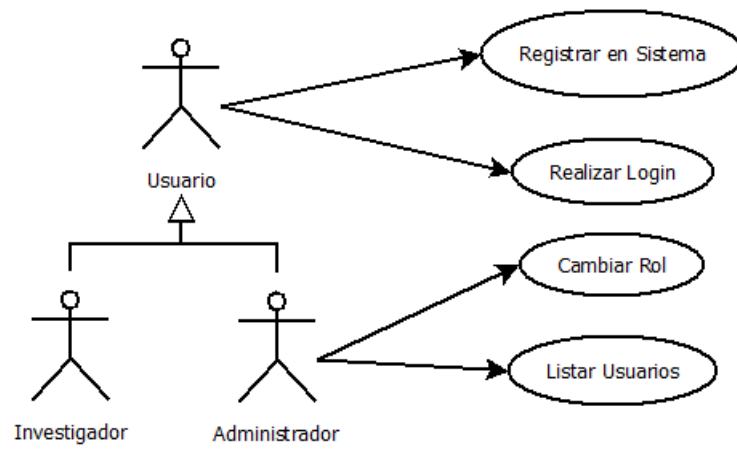 Registrar en Sistema
Realizar Login
Usuario
Cambiar Rol
Listar Usuarios
Investigador
Administrador